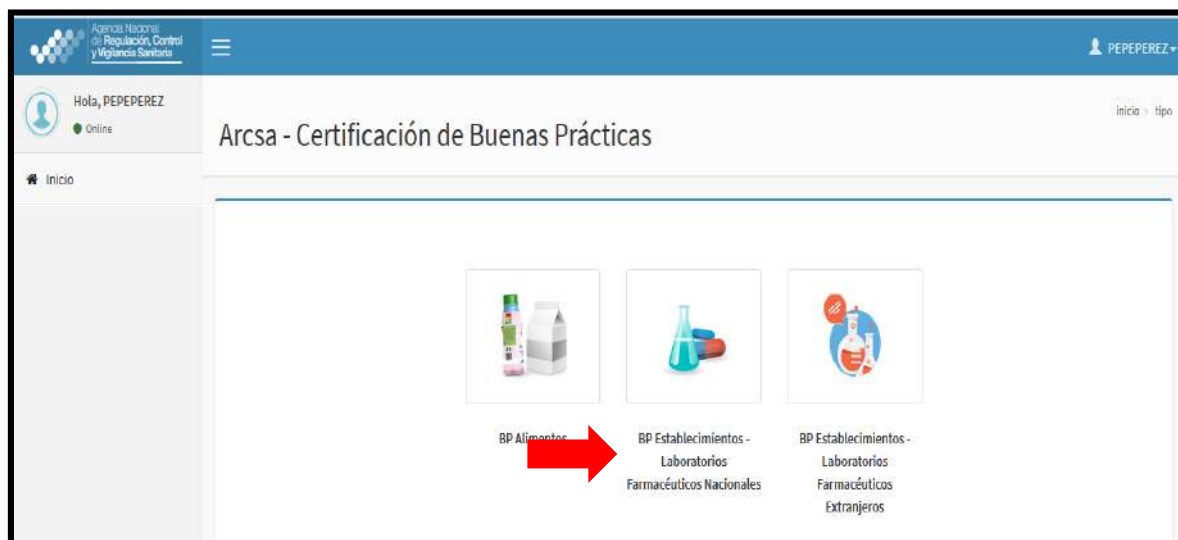 Agencia Nacional
de Regulación, Control
y Vigilancia Sanitaria
PEPEPEREZ
Hola, PEPEPEREZ
Online
inicio > tipo
Arcsa - Certificación de Buenas Prácticas
Inicio
BP Alimentos
BP Establecimientos -
Laboratorios
Farmacéuticos Nacionales
BP Establecimientos -
Laboratorios
Farmacéuticos
Extranjeros